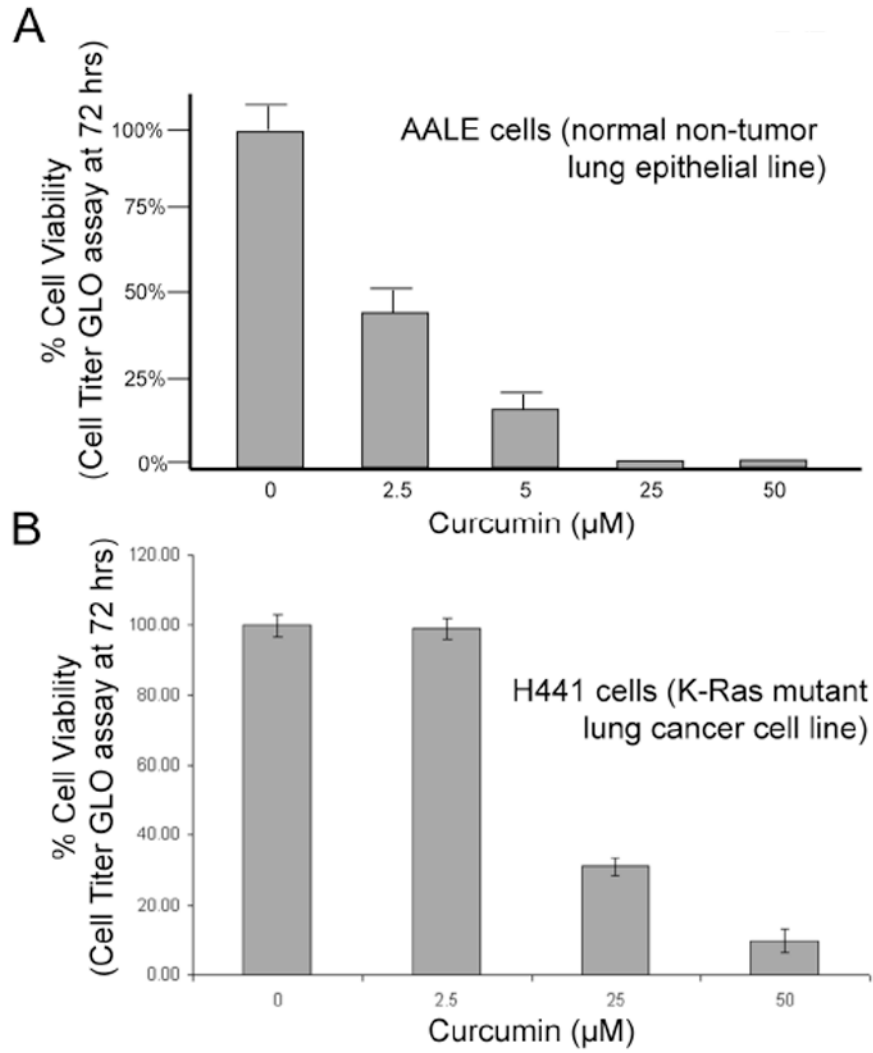 A
% Cell Viability
(Cell Titer GLO assay at 72 hrs)
100%
75%
50%
25%
0%
AALE cells (normal non-tumor
lung epithelial line)
0 2.5 5 25 50
Curcumin (µM)
B
% Cell Viability
(Cell Titer GLO assay at 72 hrs)
120.00
100.00
80.00
60.00
40.00
20.00
0.00
H441 cells (K-Ras mutant
lung cancer cell line)
0 2.5 25 50
Curcumin (µM)